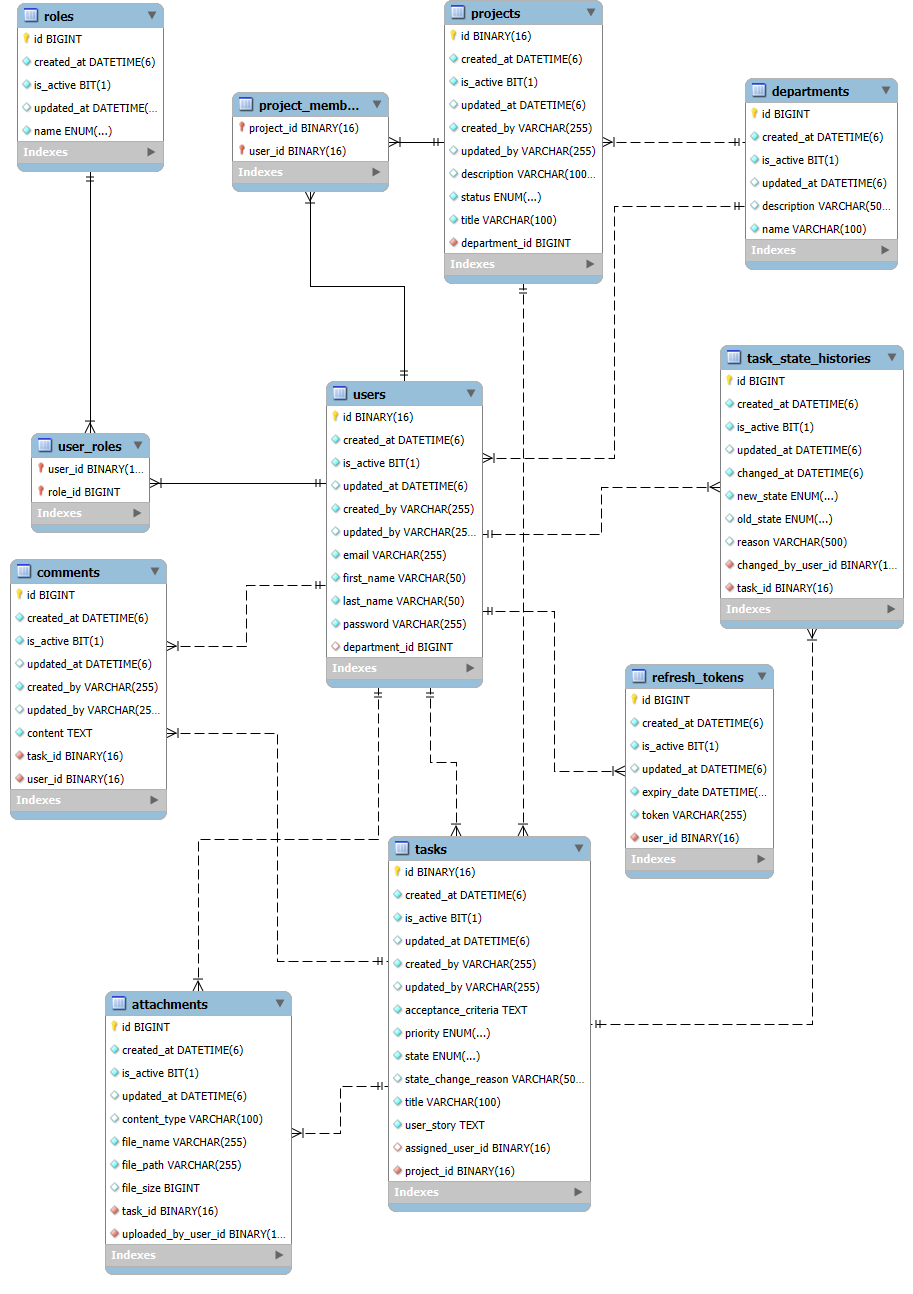 roles
id BIGINT
created_at DATETIME(6)
is_active BIT(1)
updated_at DATETIME(...
name ENUM(...)
Indexes
project_memb...
project_id BINARY(16)
user_id BINARY(16)
Indexes
projects
id BINARY(16)
created_at DATETIME(6)
is_active BIT(1)
updated_at DATETIME(6)
created_by VARCHAR(255)
updated_by VARCHAR(255)
description VARCHAR(100...
status ENUM(...)
title VARCHAR(100)
department_id BIGINT
Indexes
departments
id BIGINT
created_at DATETIME(6)
is_active BIT(1)
updated_at DATETIME(6)
description VARCHAR(50...
name VARCHAR(100)
Indexes
task_state_histories
id BIGINT
created_at DATETIME(6)
is_active BIT(1)
updated_at DATETIME(6)
changed_at DATETIME(6)
new_state ENUM(...)
old_state ENUM(...)
reason VARCHAR(500)
changed_by_user_id BINARY(1...
task_id BINARY(16)
Indexes
users
id BINARY(16)
created_at DATETIME(6)
is_active BIT(1)
updated_at DATETIME(6)
created_by VARCHAR(255)
updated_by VARCHAR(25...
email VARCHAR(255)
first_name VARCHAR(50)
last_name VARCHAR(50)
password VARCHAR(255)
department_id BIGINT
Indexes
user_roles
user_id BINARY(1...
role_id BIGINT
Indexes
comments
id BIGINT
created_at DATETIME(6)
is_active BIT(1)
updated_at DATETIME(6)
created_by VARCHAR(255)
updated_by VARCHAR(25...
content TEXT
task_id BINARY(16)
user_id BINARY(16)
Indexes
refresh_tokens
id BIGINT
created_at DATETIME(6)
is_active BIT(1)
updated_at DATETIME(6)
expiry_date DATETIME(...
token VARCHAR(255)
user_id BINARY(16)
Indexes
tasks
id BINARY(16)
created_at DATETIME(6)
is_active BIT(1)
updated_at DATETIME(6)
created_by VARCHAR(255)
updated_by VARCHAR(255)
acceptance_criteria TEXT
priority ENUM(...)
state ENUM(...)
state_change_reason VARCHAR(50...
title VARCHAR(100)
user_story TEXT
assigned_user_id BINARY(16)
project_id BINARY(16)
Indexes
attachments
id BIGINT
created_at DATETIME(6)
is_active BIT(1)
updated_at DATETIME(6)
content_type VARCHAR(100)
file_name VARCHAR(255)
file_path VARCHAR(255)
file_size BIGINT
task_id BINARY(16)
uploaded_by_user_id BINARY(1...
Indexes